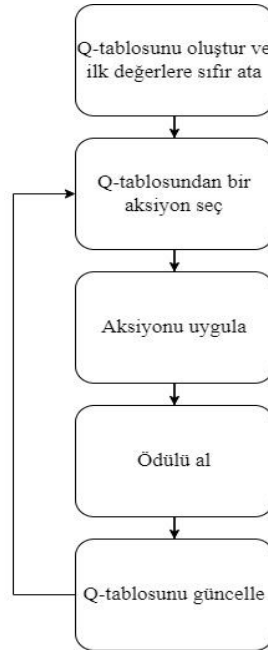 Q-tablosunu oluştur ve
ilk değerlere sıfır ata
Q-tablosundan bir
aksiyon seç
Aksiyonu uygula
Ödülü al
Q-tablosunu güncelle